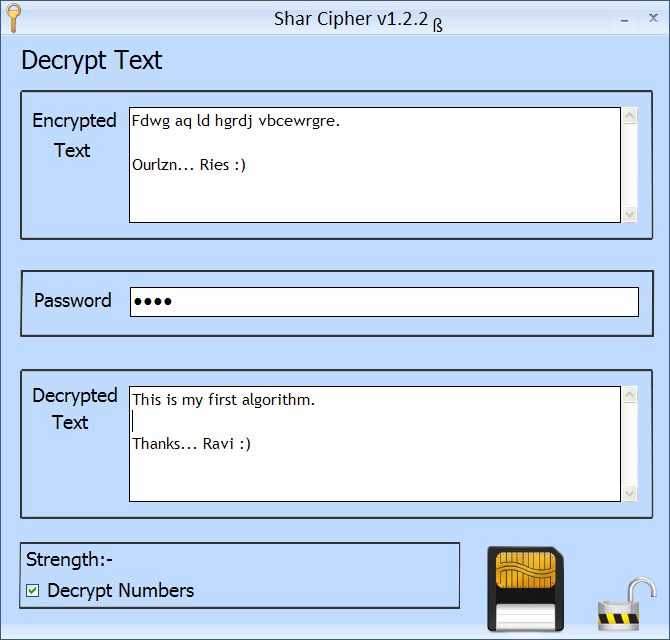 Shar Cipher v1.2.2 ß
Decrypt Text
Encrypted
Text
Fdwg aq ld hgrdj vbcewrgre.
Ourlzn... Ries :)
Password
●●●●
Decrypted
Text
This is my first algorithm.
Thanks... Ravi :)
Strength:-
Decrypt Numbers